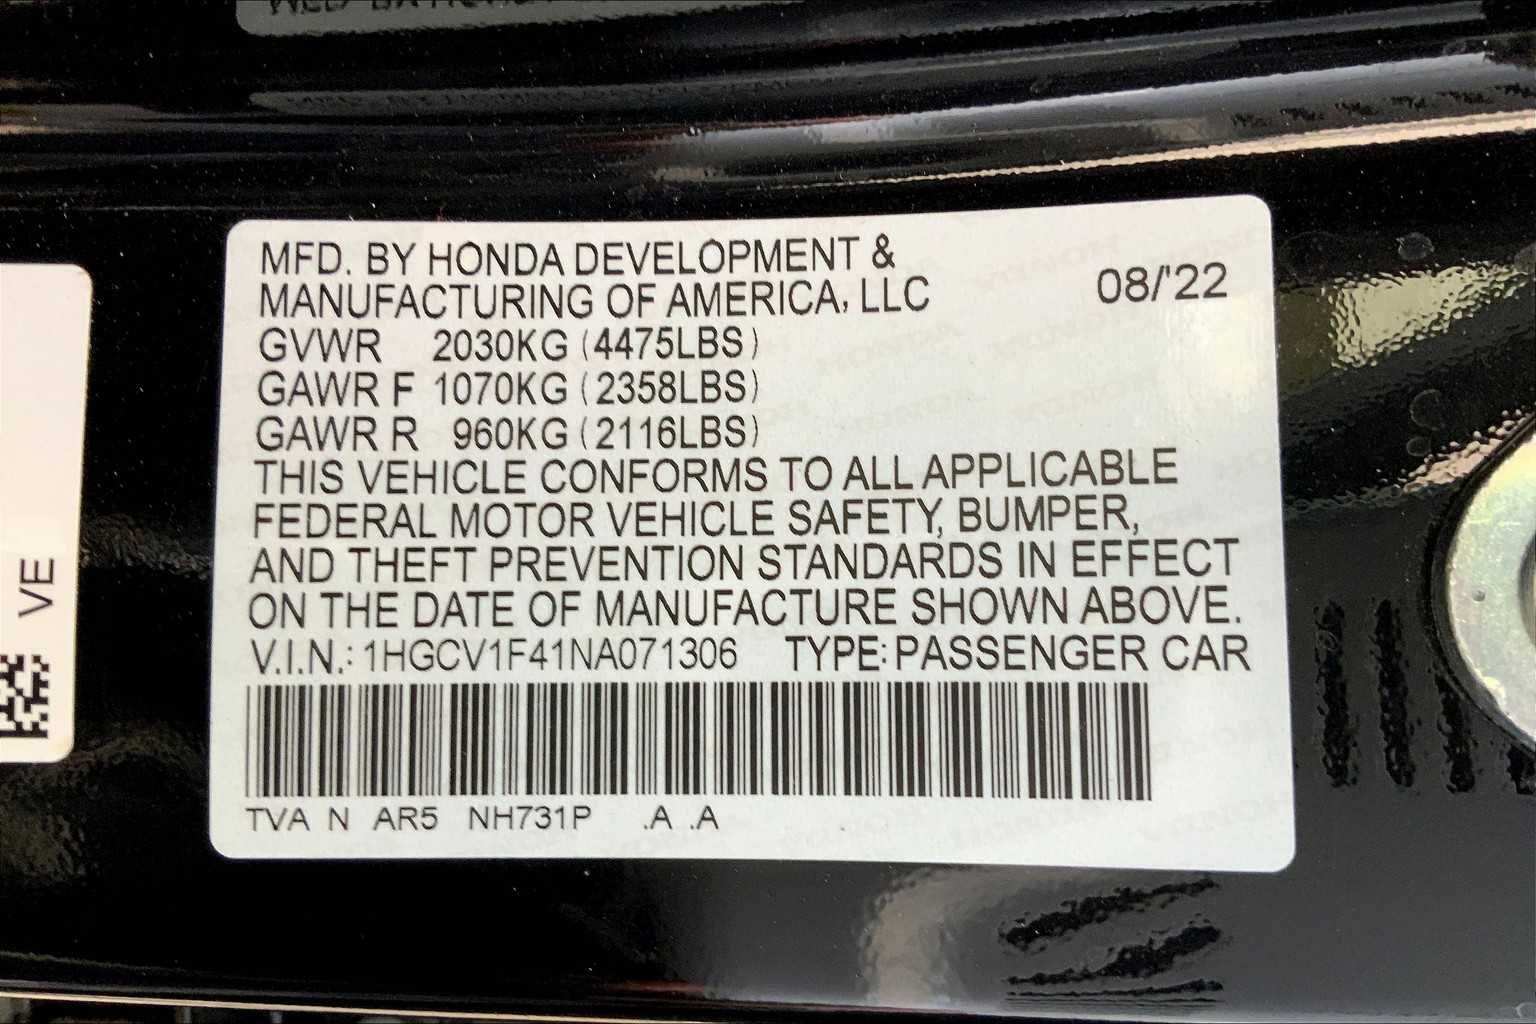 MFD. BY HONDA DEVELOPMENT &
MANUFACTURING OF AMERICA, LLC 08/'22
GVWR 2030KG (4475LBS)
GAWR F 1070KG (2358LBS)
GAWR R 960KG (2116LBS)
THIS VEHICLE CONFORMS TO ALL APPLICABLE
FEDERAL MOTOR VEHICLE SAFETY, BUMPER,
AND THEFT PREVENTION STANDARDS IN EFFECT
ON THE DATE OF MANUFACTURE SHOWN ABOVE.
V.I.N.: 1HGCV1F41NA071306 TYPE: PASSENGER CAR
TVA N AR5 NH731P .A .A
VE